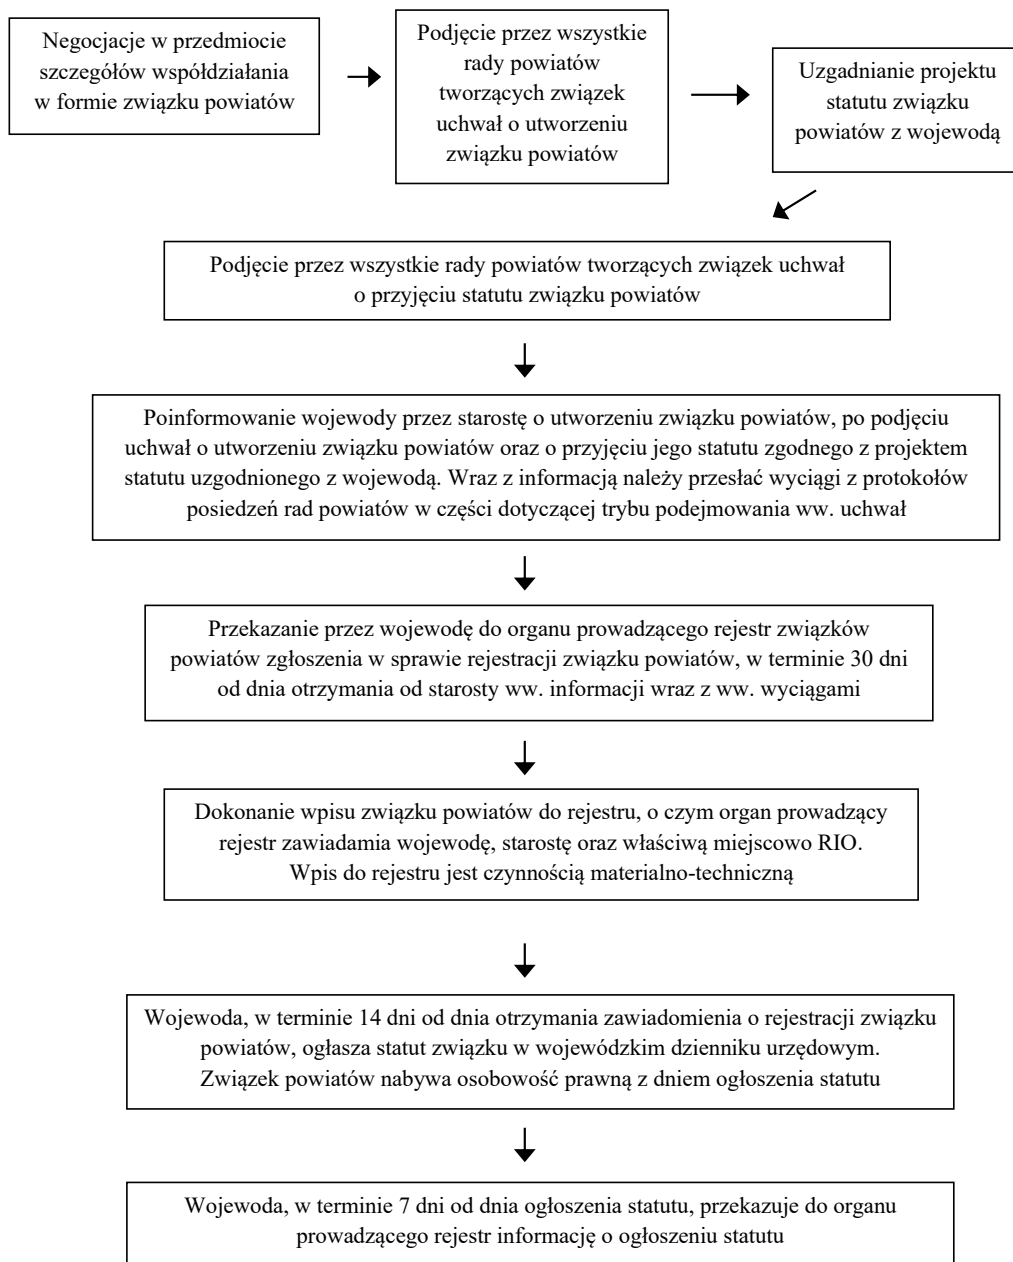 Negocjacje w przedmiocie
szczegółów współdziałania
w formie związku powiatów
Podjęcie przez wszystkie
rady powiatów
tworzących związek
uchwał o utworzeniu
związku powiatów
Uzgadnianie projektu
statutu związku
powiatów z wojewodą
Podjęcie przez wszystkie rady powiatów tworzących związek uchwał
o przyjęciu statutu związku powiatów
Poinformowanie wojewody przez starostę o utworzeniu związku powiatów, po podjęciu
uchwał o utworzeniu związku powiatów oraz o przyjęciu jego statutu zgodnego z projektem
statutu uzgodnionego z wojewodą. Wraz z informacją należy przesłać wyciągi z protokołów
posiedzeń rad powiatów w części dotyczącej trybu podejmowania ww. uchwał
Przekazanie przez wojewodę do organu prowadzącego rejestr związków
powiatów zgłoszenia w sprawie rejestracji związku powiatów, w terminie 30 dni
od dnia otrzymania od starosty ww. informacji wraz z ww. wyciągami
Dokonanie wpisu związku powiatów do rejestru, o czym organ prowadzący
rejestr zawiadamia wojewodę, starostę oraz właściwą miejscowo RIO.
Wpis do rejestru jest czynnością materialno-techniczną
Wojewoda, w terminie 14 dni od dnia otrzymania zawiadomienia o rejestracji związku
powiatów, ogłasza statut związku w wojewódzkim dzienniku urzędowym.
Związek powiatów nabywa osobowość prawną z dniem ogłoszenia statutu
Wojewoda, w terminie 7 dni od dnia ogłoszenia statutu, przekazuje do organu
prowadzącego rejestr informację o ogłoszeniu statutu